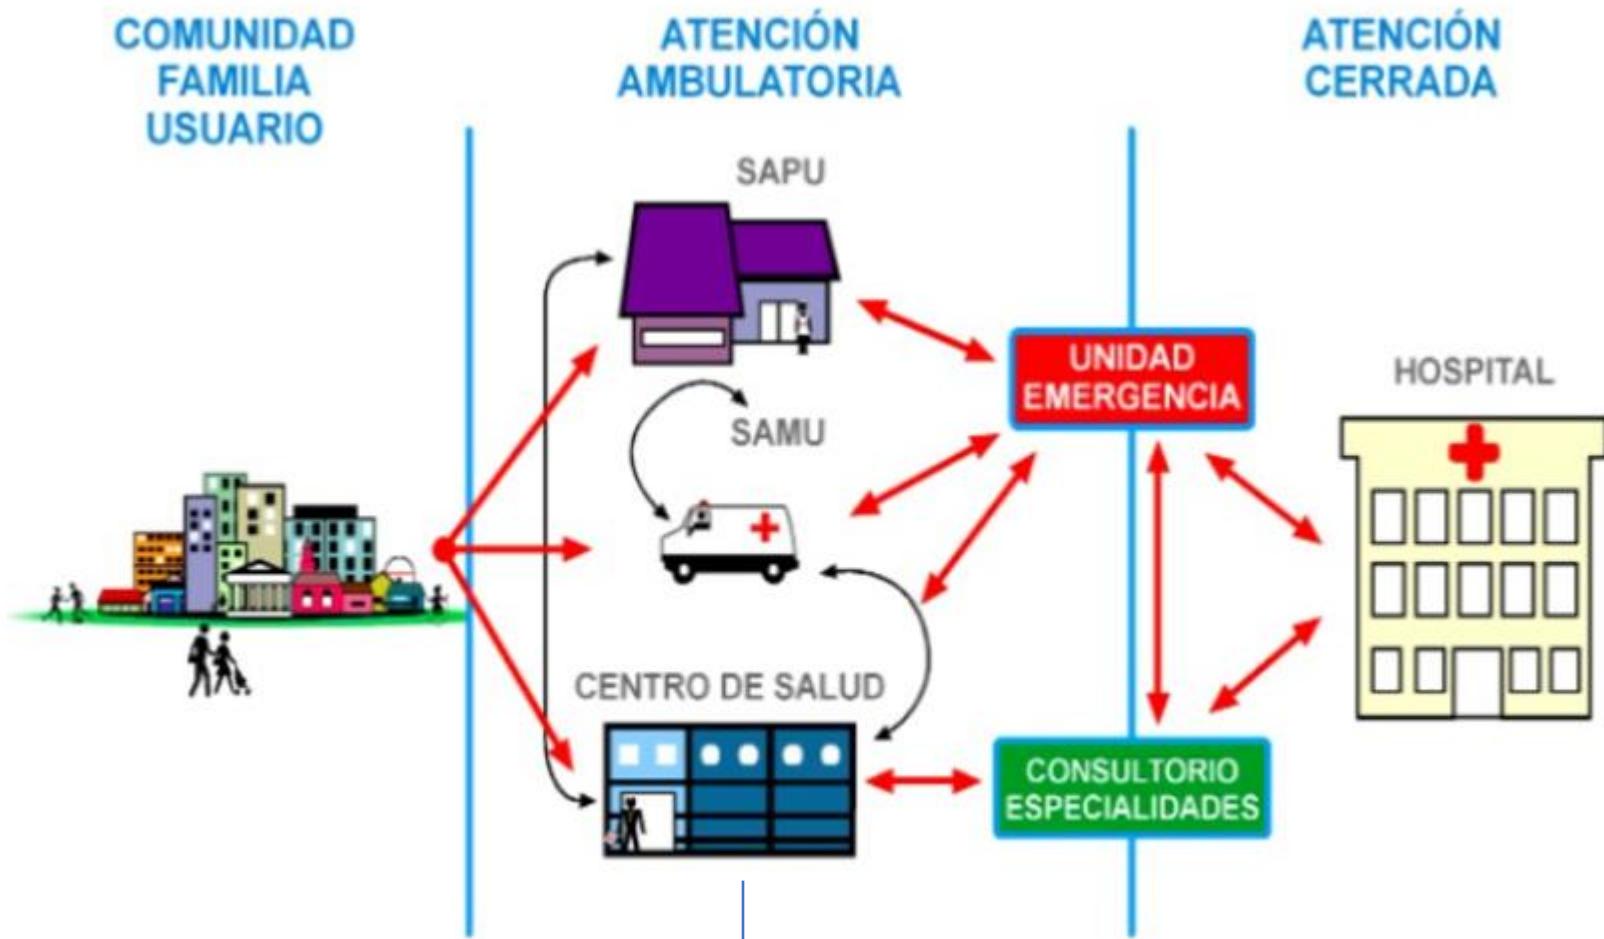 COMUNIDAD
FAMILIA
USUARIO
ATENCIÓN
AMBULATORIA
ATENCIÓN
CERRADA
SAPU
UNIDAD
EMERGENCIA
HOSPITAL
SAMU
CENTRO DE SALUD
CONSULTORIO
ESPECIALIDADES